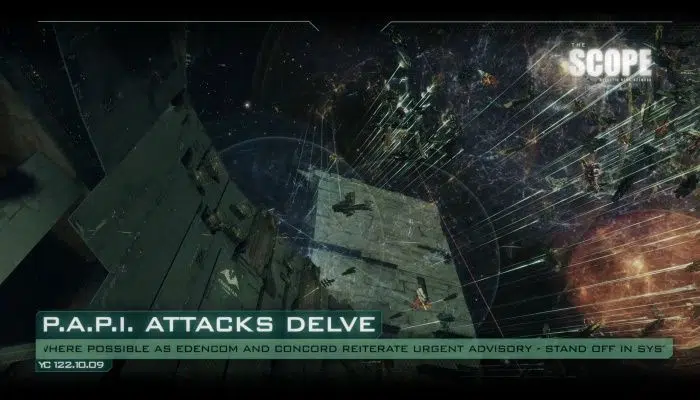 THE
SCOPE
P.A.P.I. ATTACKS DELVE
WHERE POSSIBLE AS EDENCOM AND CONCORD REITERATE URGENT ADVISORY - STAND OFF IN SYS
YC 122.10.09